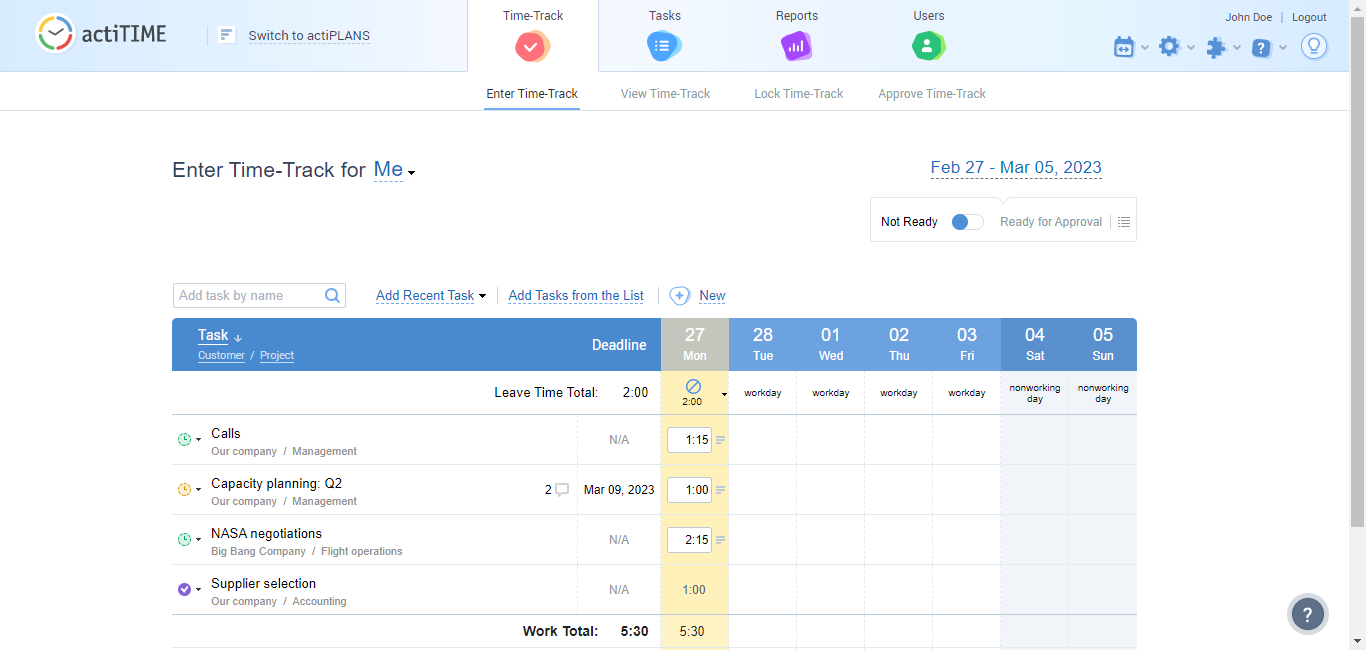 actiTIME
Switch to actiPLANS
Time-Track
Tasks
Reports
Users
John Doe | Logout
Enter Time-Track
View Time-Track
Lock Time-Track
Approve Time-Track
Enter Time-Track for Me
Feb 27 - Mar 05, 2023
Not Ready
Ready for Approval
Add task by name
Add Recent Task
Add Tasks from the List
New
Task ↓
Customer / Project
Deadline
27 Mon
28 Tue
01 Wed
02 Thu
03 Fri
04 Sat
05 Sun
Leave Time Total: 2:00
2:00
workday
workday
workday
workday
nonworking day
nonworking day
Calls
Our company / Management
N/A
1:15
Capacity planning: Q2
Our company / Management
2
Mar 09, 2023
1:00
NASA negotiations
Big Bang Company / Flight operations
N/A
2:15
Supplier selection
Our company / Accounting
N/A
1:00
Work Total: 5:30
5:30
?
?